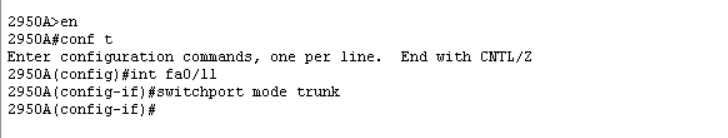 2950A>en
2950A#conf t
Enter configuration commands, one per line.  End with CNTL/Z
2950A(config)#int fa0/11
2950A(config-if)#switchport mode trunk
2950A(config-if)#